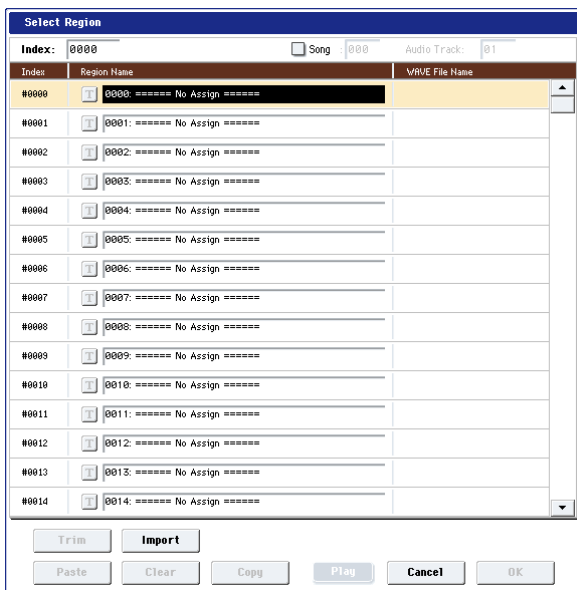 Select Region
Index: 0000 Song : 000 Audio Track: 01
Index Region Name WAVE File Name
#0000 T 0000: ====== No Assign ======
#0001 T 0001: ====== No Assign ======
#0002 T 0002: ====== No Assign ======
#0003 T 0003: ====== No Assign ======
#0004 T 0004: ====== No Assign ======
#0005 T 0005: ====== No Assign ======
#0006 T 0006: ====== No Assign ======
#0007 T 0007: ====== No Assign ======
#0008 T 0008: ====== No Assign ======
#0009 T 0009: ====== No Assign ======
#0010 T 0010: ====== No Assign ======
#0011 T 0011: ====== No Assign ======
#0012 T 0012: ====== No Assign ======
#0013 T 0013: ====== No Assign ======
#0014 T 0014: ====== No Assign ======
Trim Import
Paste Clear Copy Play Cancel OK